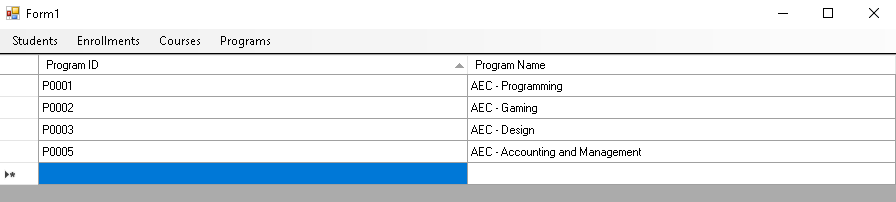 Form1
Students Enrollments Courses Programs
Program ID Program Name
P0001 AEC - Programming
P0002 AEC - Gaming
P0003 AEC - Design
P0005 AEC - Accounting and Management